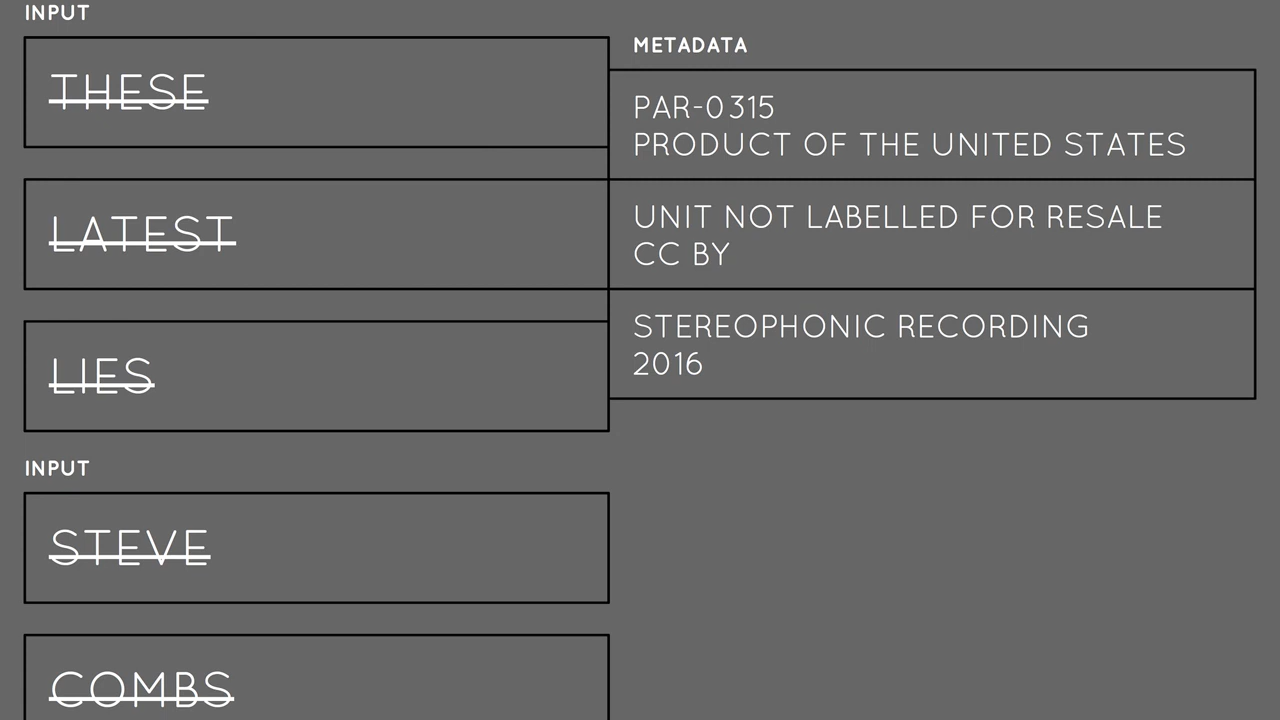 INPUT
THESE
LATEST
LIES
INPUT
STEVE
COMBS
METADATA
PAR-0315
PRODUCT OF THE UNITED STATES
UNIT NOT LABELLED FOR RESALE
CC BY
STEREOPHONIC RECORDING
2016